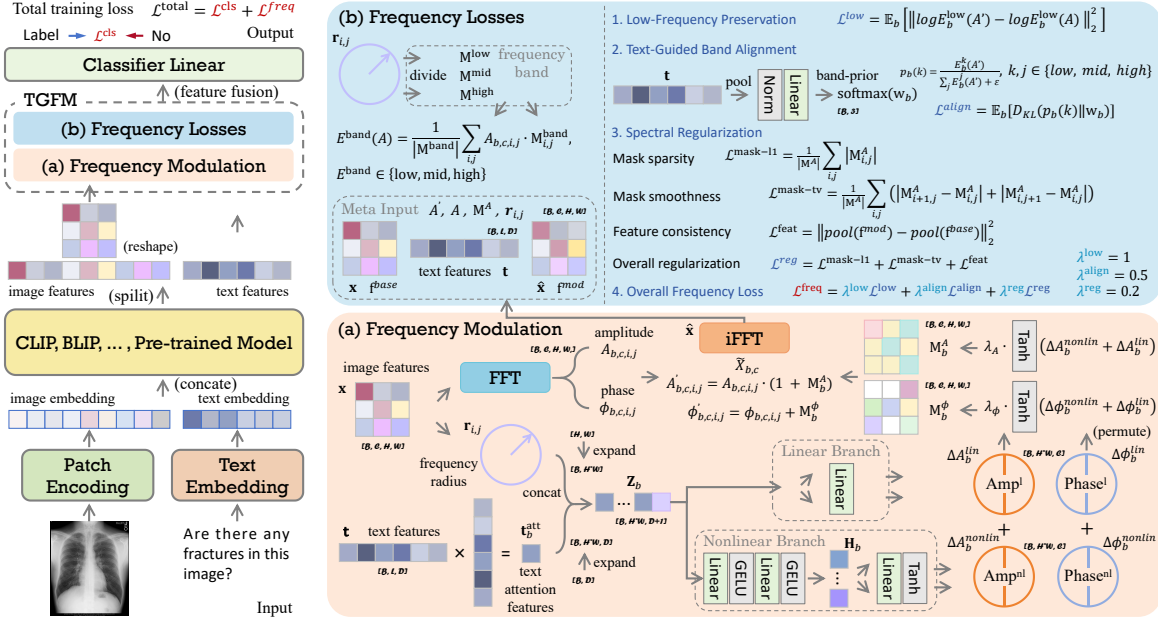 Total training loss ℒ^total = ℒ^cls + ℒ^freq
Label → ℒ^cls ← No Output
Classifier Linear
(feature fusion)
TGFM
(b) Frequency Losses
(a) Frequency Modulation
(reshape)
image features
(spilit)
text features
CLIP, BLIP, ... , Pre-trained Model
(concate)
image embedding
text embedding
Patch Encoding
Text Embedding
Are there any
fractures in this
image?
Input
(b) Frequency Losses
r_{i,j}
divide
M^low
M^mid
M^high
frequency
band
E^band(A) = 1/|M^band| ∑_{i,j} A_{b,c,i,j} · M^band_{i,j},
E^band ∈ {low, mid, high}
Meta Input A′, A, M^A, r_{i,j}
[B, C, H, W]
[B, L, D]
text features t
x f^base
x̂ f^mod
1. Low-Frequency Preservation
ℒ^low = 𝔼_b [‖logE_b^low(A′) − logE_b^low(A)‖_2^2]
2. Text-Guided Band Alignment
t
pool
Norm
Linear
band-prior
softmax(w_b)
[B, 3]
p_b(k) = E_b^k(A′) / (∑_j E_b^j(A′) + ε), k, j ∈ {low, mid, high}
ℒ^align = 𝔼_b[D_KL(p_b(k)‖w_b)]
3. Spectral Regularization
Mask sparsity ℒ^mask−l1 = 1/|M^A| ∑_{i,j} |M^A_{i,j}|
Mask smoothness ℒ^mask−tv = 1/|M^A| ∑_{i,j} (|M^A_{i+1,j} − M^A_{i,j}| + |M^A_{i,j+1} − M^A_{i,j}|)
Feature consistency ℒ^feat = ‖pool(f^mod) − pool(f^base)‖_2^2
Overall regularization ℒ^reg = ℒ^mask−l1 + ℒ^mask−tv + ℒ^feat
4. Overall Frequency Loss ℒ^freq = λ^low ℒ^low + λ^align ℒ^align + λ^reg ℒ^reg
λ^low = 1
λ^align = 0.5
λ^reg = 0.2
(a) Frequency Modulation
image features
x
[B, C, H, W]
FFT
[B, C, H, W,]
amplitude
A_{b,c,i,j}
phase
ϕ_{b,c,i,j}
x̂
iFFT
X̃_{b,c}
A′_{b,c,i,j} = A_{b,c,i,j} · (1 + M_b^A)
ϕ′_{b,c,i,j} = ϕ_{b,c,i,j} + M_b^ϕ
[B, C, H, W,]
M_b^A
λ_A ·
Tanh
(ΔA_b^nonlin + ΔA_b^lin)
[B, C, H, W,]
M_b^ϕ
λ_ϕ ·
Tanh
(Δϕ_b^nonlin + Δϕ_b^lin)
(permute)
r_{i,j}
frequency
radius
[H, W]
expand
[B, H*W]
concat
Z_b
[B, H*W, D+1]
[B, H*W, D]
expand
[B, D]
t text features
[B, L, D]
×
=
t_b^att
text
attention
features
Linear Branch
Linear
Nonlinear Branch
Linear
GELU
Linear
GELU
H_b
Linear
Tanh
ΔA_b^lin
[B, H*W, C]
Δϕ_b^lin
Amp^l
Phase^l
+
+
ΔA_b^nonlin
[B, H*W, C]
Δϕ_b^nonlin
Amp^nl
Phase^nl